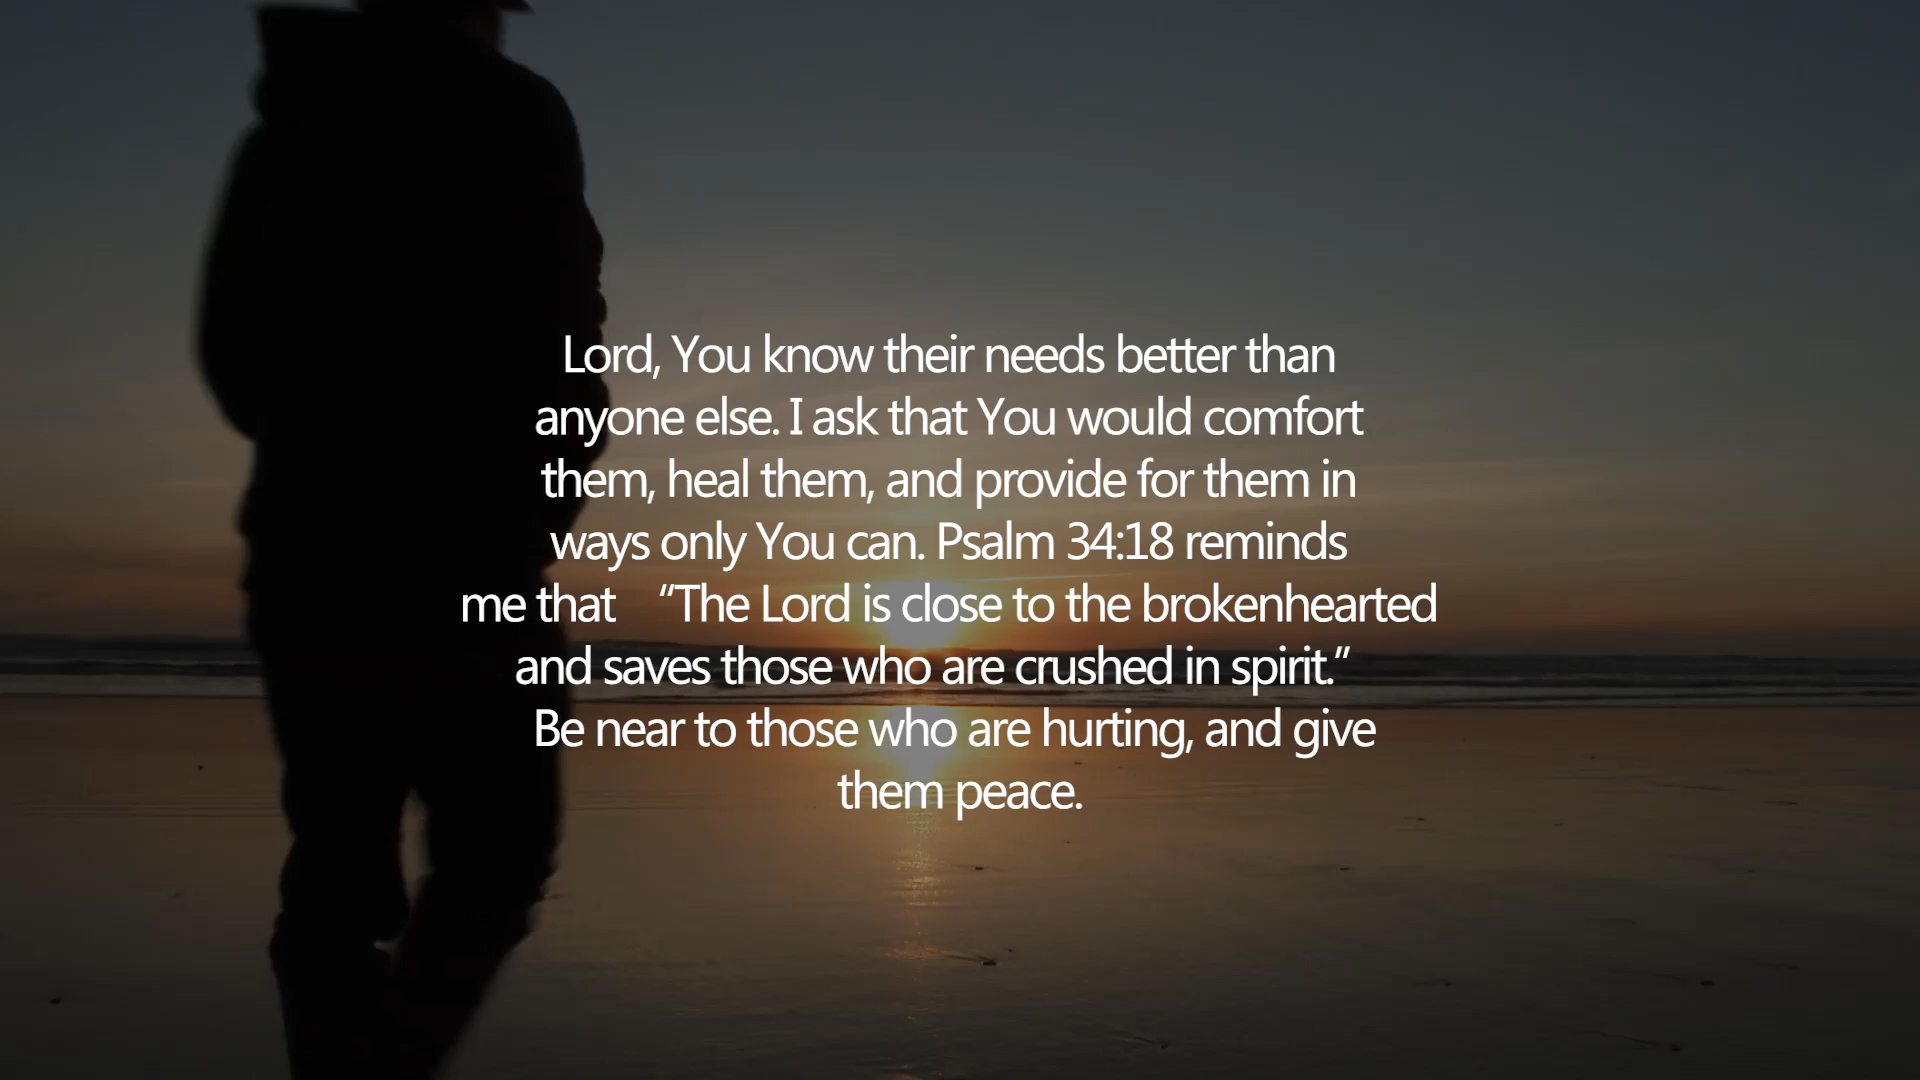 Lord, You know their needs better than
anyone else. I ask that You would comfort
them, heal them, and provide for them in
ways only You can. Psalm 34:18 reminds
me that “The Lord is close to the brokenhearted
and saves those who are crushed in spirit.”
Be near to those who are hurting, and give
them peace.